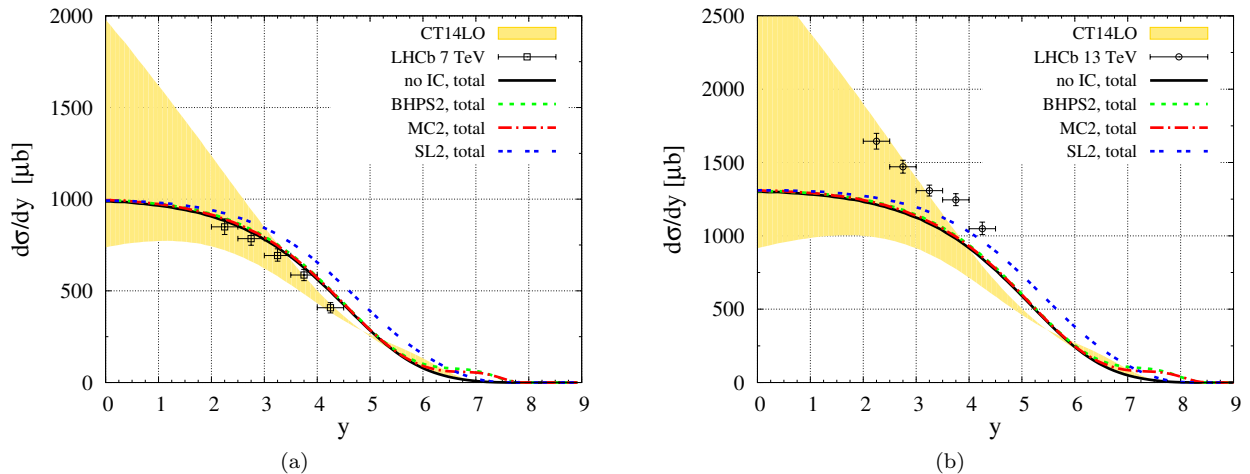 2000
1500
1000
500
0
dσ/dy [μb]
0 1 2 3 4 5 6 7 8 9
y
CT14LO
LHCb 7 TeV
no IC, total
BHPS2, total
MC2, total
SL2, total
(a)
2500
2000
1500
1000
500
0
dσ/dy [μb]
0 1 2 3 4 5 6 7 8 9
y
CT14LO
LHCb 13 TeV
no IC, total
BHPS2, total
MC2, total
SL2, total
(b)